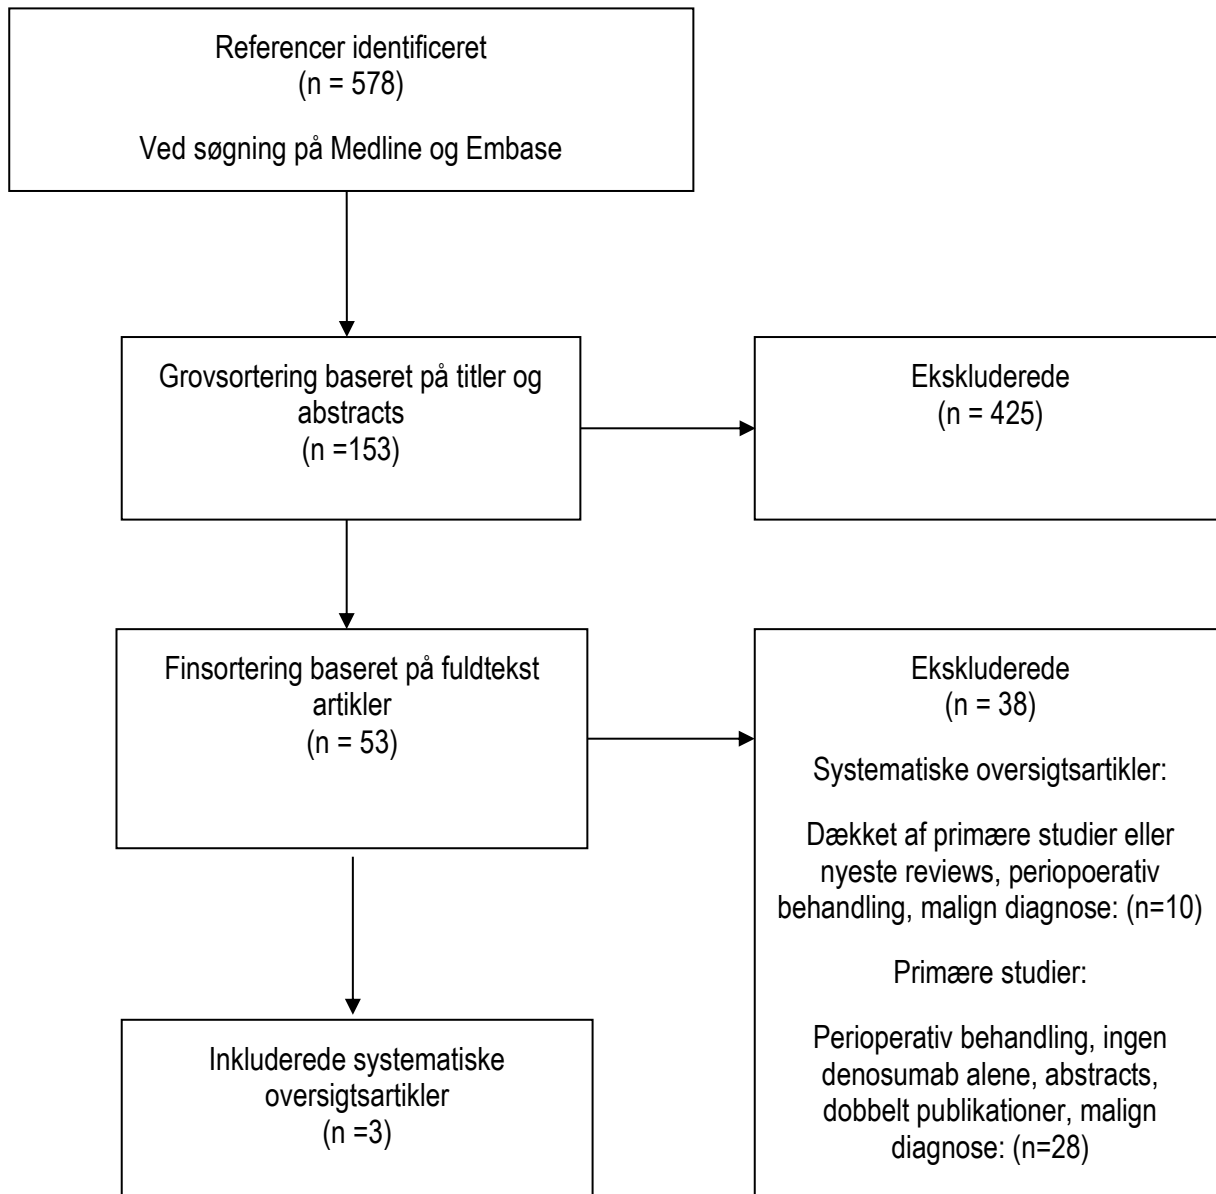 Referencer identificeret
(n = 578)
Ved søgning på Medline og Embase
Grovsortering baseret på titler og
abstracts
(n =153)
Ekskluderede
(n = 425)
Finsortering baseret på fuldtekst
artikler
(n = 53)
Ekskluderede
(n = 38)
Systematiske oversigtsartikler:
Dækket af primære studier eller
nyeste reviews, periopoerativ
behandling, malign diagnose: (n=10)
Primære studier:
Perioperativ behandling, ingen
denosumab alene, abstracts,
dobbelt publikationer, malign
diagnose: (n=28)
Inkluderede systematiske
oversigtsartikler
(n =3)